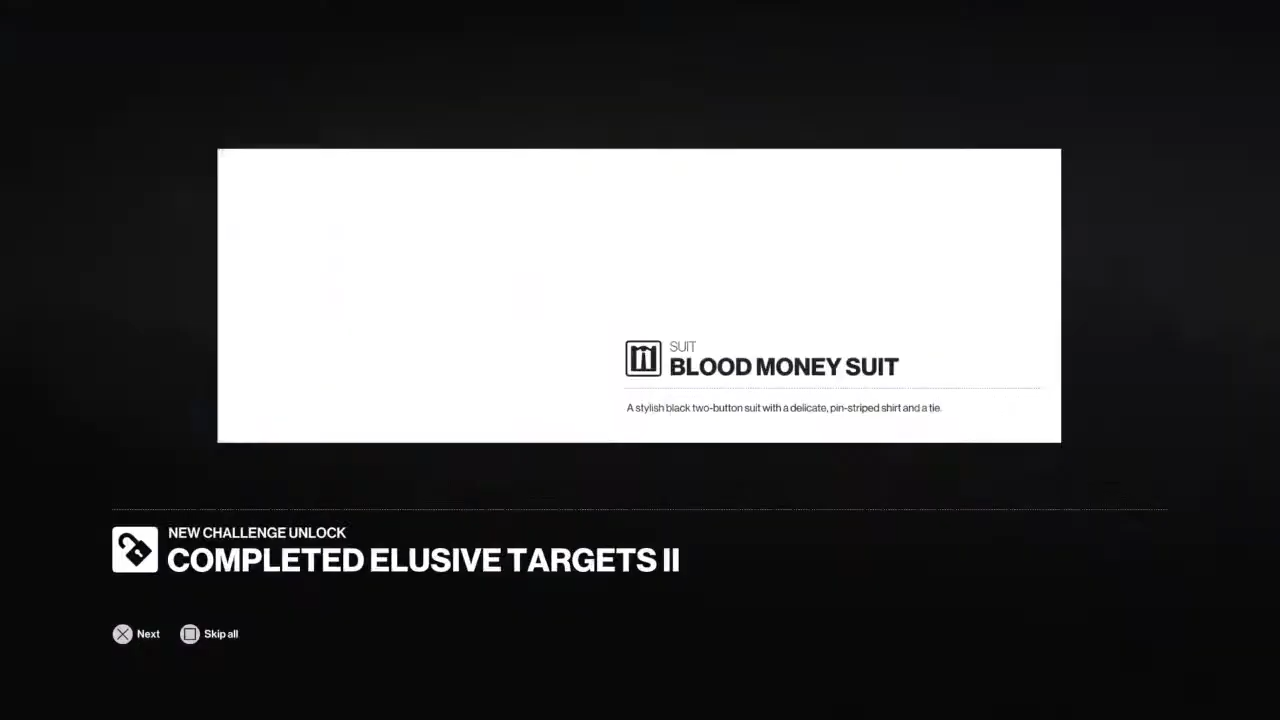 SUIT
BLOOD MONEY SUIT
A stylish black two-button suit with a delicate, pin-striped shirt and a tie.
NEW CHALLENGE UNLOCK
COMPLETED ELUSIVE TARGETS II
Next Skip all